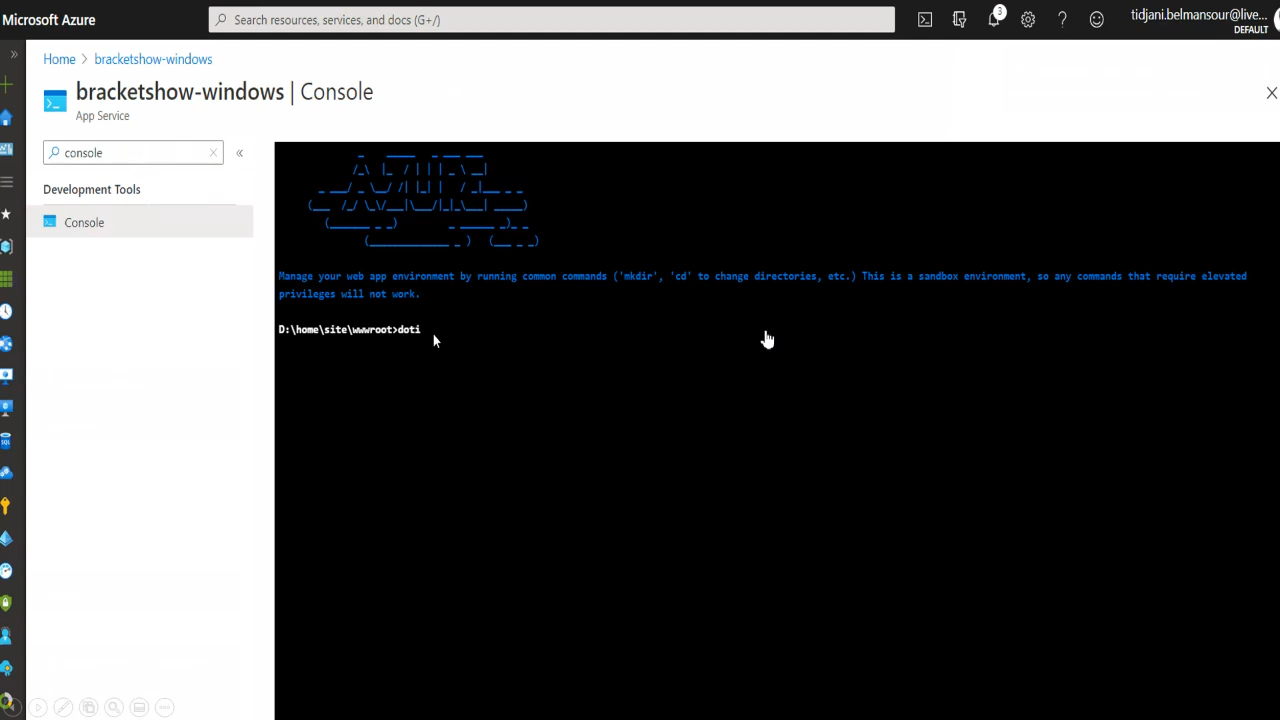 Microsoft Azure
Search resources, services, and docs (G+/)
3
tidjani.belmansour@live...
DEFAULT
Home > bracketshow-windows
bracketshow-windows | Console
App Service
console
Development Tools
Console
AZURE
Manage your web app environment by running common commands ('mkdir', 'cd' to change directories, etc.) This is a sandbox environment, so any commands that require elevated
privileges will not work.
D:\home\site\wwwroot>doti